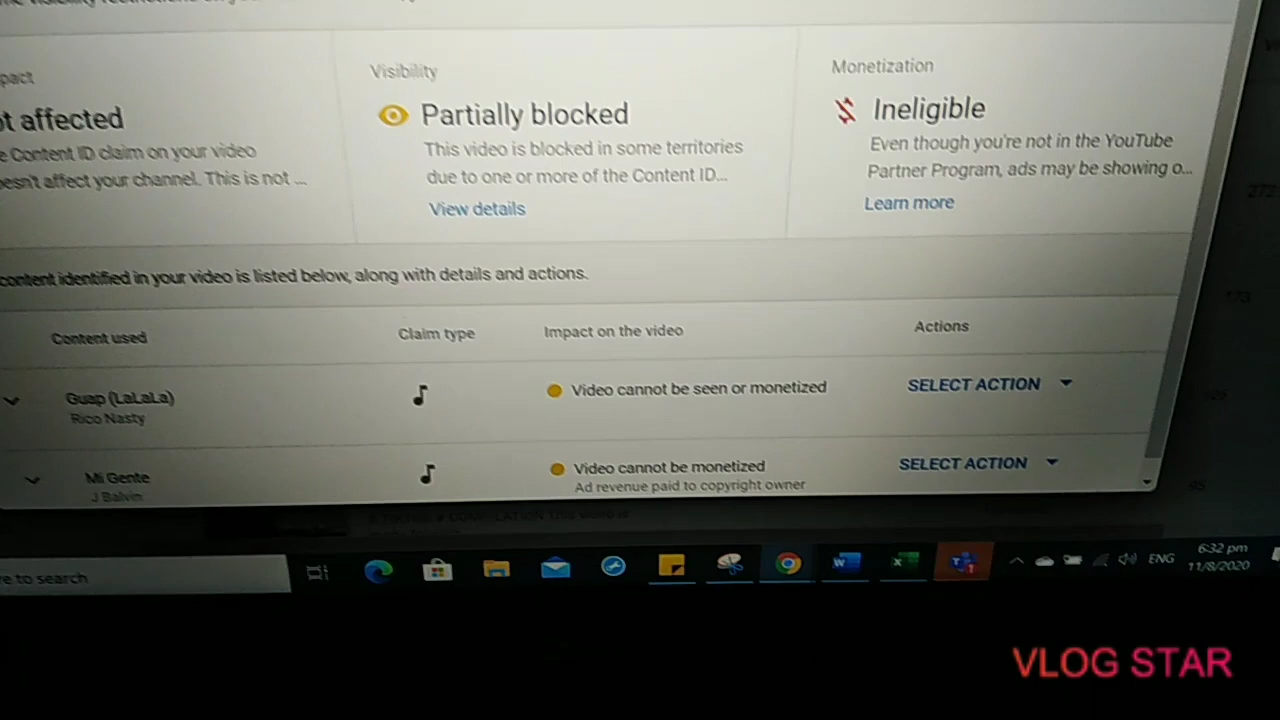 pact
Visibility
Monetization
t affected
Partially blocked
Ineligible
e Content ID claim on your video
esn't affect your channel. This is not ...
This video is blocked in some territories
due to one or more of the Content ID...
View details
Even though you're not in the YouTube
Partner Program, ads may be showing o...
Learn more
content identified in your video is listed below, along with details and actions.
Content used
Claim type
Impact on the video
Actions
Guap (LaLaLa)
Rico Nasty
Video cannot be seen or monetized
SELECT ACTION
Mi Gente
J Balvin
Video cannot be monetized
Ad revenue paid to copyright owner
SELECT ACTION
re to search
ENG
6:32 pm
11/8/2020
VLOG STAR